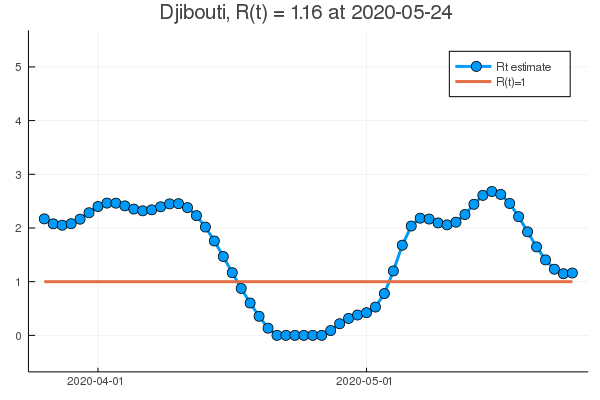 Djibouti, R(t) = 1.16 at 2020-05-24
5
4
3
2
1
0
Rt estimate
R(t)=1
2020-04-01
2020-05-01